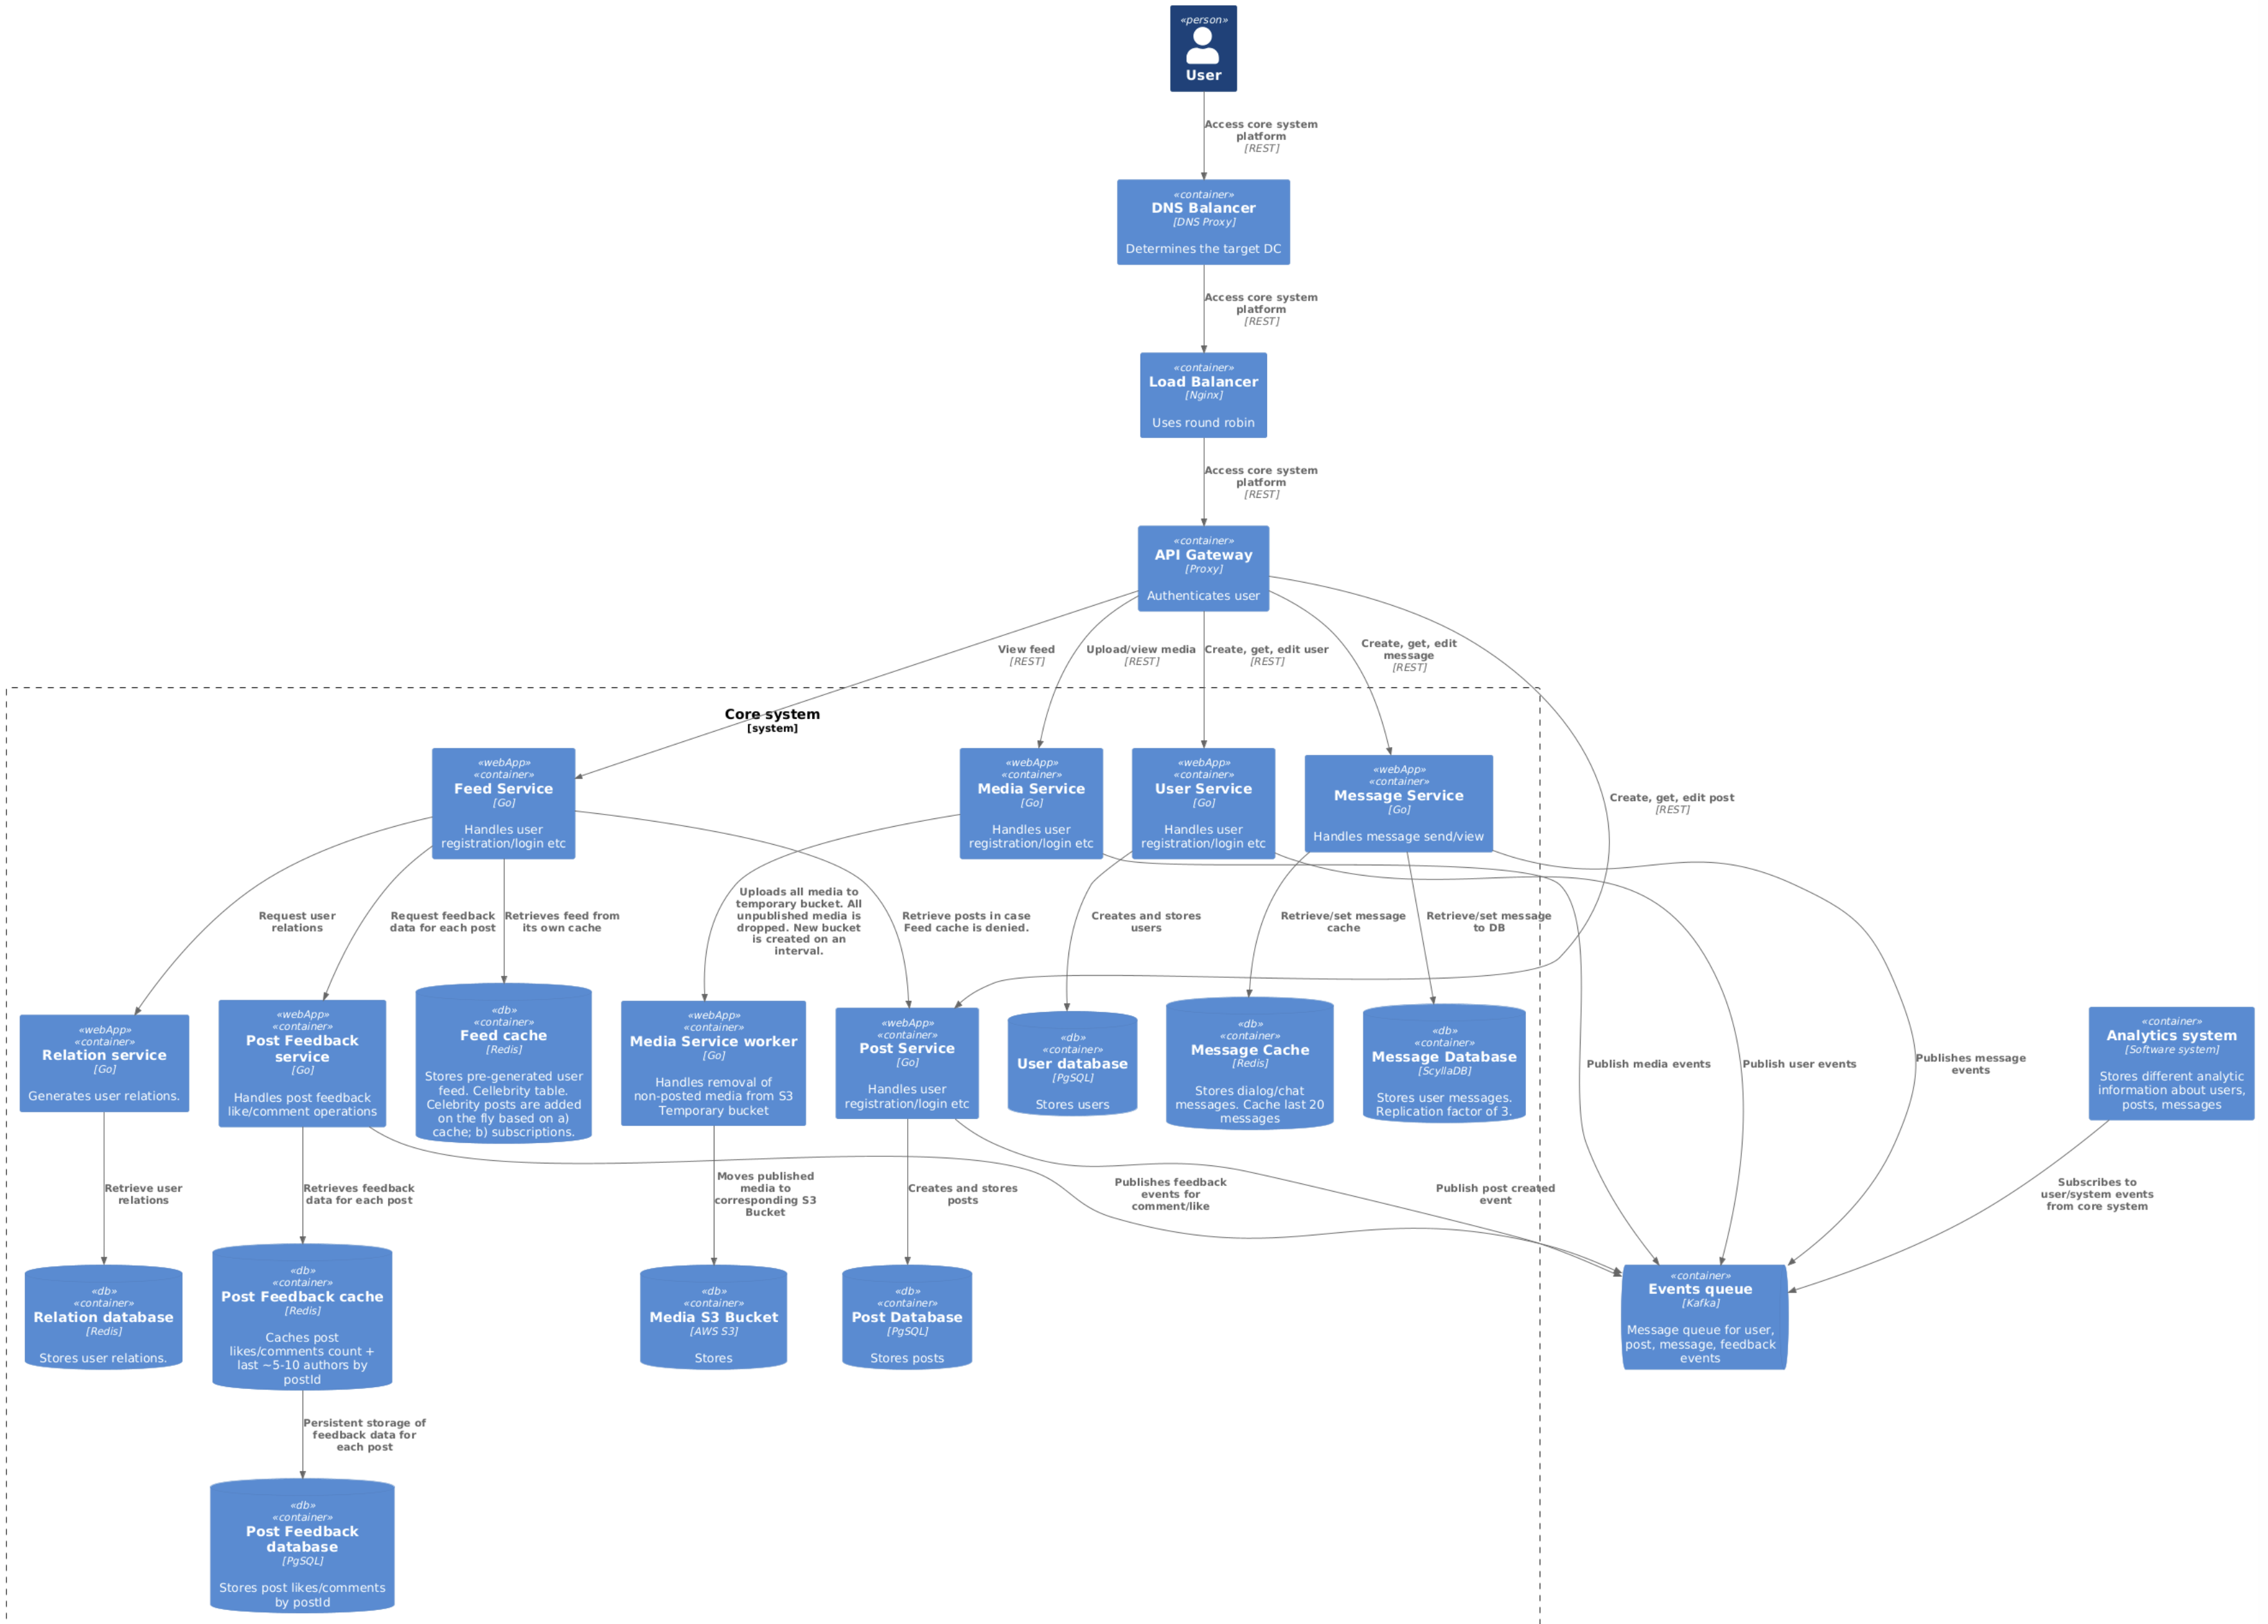 «person»
User
Access core system
platform
[REST]
«container»
DNS Balancer
[DNS Proxy]
Determines the target DC
Access core system
platform
[REST]
«container»
Load Balancer
[Nginx]
Uses round robin
Access core system
platform
[REST]
«container»
API Gateway
[Proxy]
Authenticates user
View feed
[REST]
Upload/view media
[REST]
Create, get, edit user
[REST]
Create, get, edit
message
[REST]
Create, get, edit post
[REST]
Core system
[system]
«webApp»
«container»
Feed Service
[Go]
Handles user
registration/login etc
«webApp»
«container»
Media Service
[Go]
Handles user
registration/login etc
«webApp»
«container»
User Service
[Go]
Handles user
registration/login etc
«webApp»
«container»
Message Service
[Go]
Handles message send/view
Request user
relations
Request feedback
data for each post
Retrieves feed from
its own cache
Uploads all media to
temporary bucket. All
unpublished media is
dropped. New bucket
is created on an
interval.
Retrieve posts in case
Feed cache is denied.
Creates and stores
users
Retrieve/set message
cache
Retrieve/set message
to DB
«webApp»
«container»
Relation service
[Go]
Generates user relations.
«webApp»
«container»
Post Feedback
service
[Go]
Handles post feedback
like/comment operations
«db»
«container»
Feed cache
[Redis]
Stores pre-generated user
feed. Cellebrity table.
Celebrity posts are added
on the fly based on a)
cache; b) subscriptions.
«webApp»
«container»
Media Service worker
[Go]
Handles removal of
non-posted media from S3
Temporary bucket
«webApp»
«container»
Post Service
[Go]
Handles user
registration/login etc
«db»
«container»
User database
[PgSQL]
Stores users
«db»
«container»
Message Cache
[Redis]
Stores dialog/chat
messages. Cache last 20
messages
«db»
«container»
Message Database
[ScyllaDB]
Stores user messages.
Replication factor of 3.
Publish media events
Publish user events
Publishes message
events
«container»
Analytics system
[Software system]
Stores different analytic
information about users,
posts, messages
Retrieve user
relations
Retrieves feedback
data for each post
Moves published
media to
corresponding S3
Bucket
Creates and stores
posts
Publishes feedback
events for
comment/like
Publish post created
event
Subscribes to
user/system events
from core system
«db»
«container»
Relation database
[Redis]
Stores user relations.
«db»
«container»
Post Feedback cache
[Redis]
Caches post
likes/comments count +
last ~5-10 authors by
postId
«db»
«container»
Media S3 Bucket
[AWS S3]
Stores
«db»
«container»
Post Database
[PgSQL]
Stores posts
«container»
Events queue
[Kafka]
Message queue for user,
post, message, feedback
events
Persistent storage of
feedback data for
each post
«db»
«container»
Post Feedback
database
[PgSQL]
Stores post likes/comments
by postId